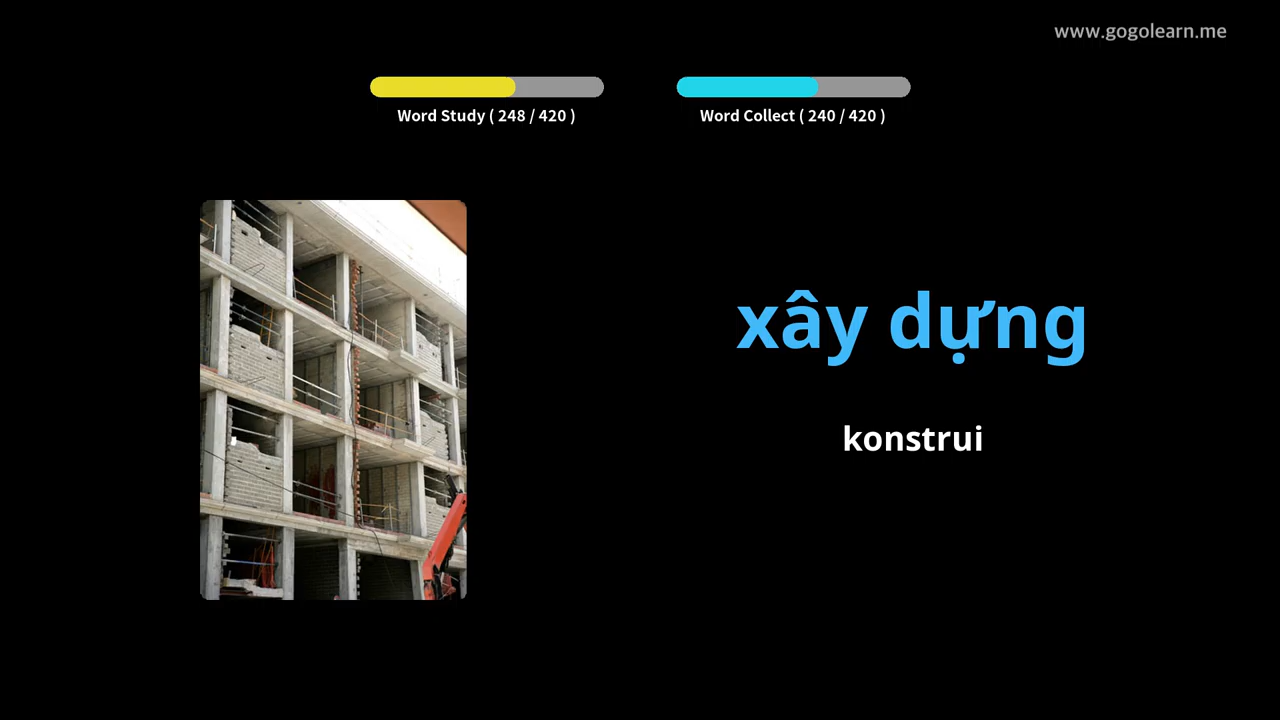 www.gogolearn.me
Word Study ( 248 / 420 )
Word Collect ( 240 / 420 )
xây dựng
konstrui